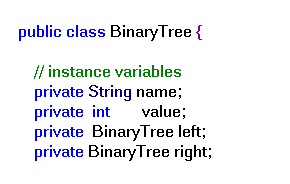 public class BinaryTree {
// instance variables
private String name;
private int value;
private BinaryTree left;
private BinaryTree right;